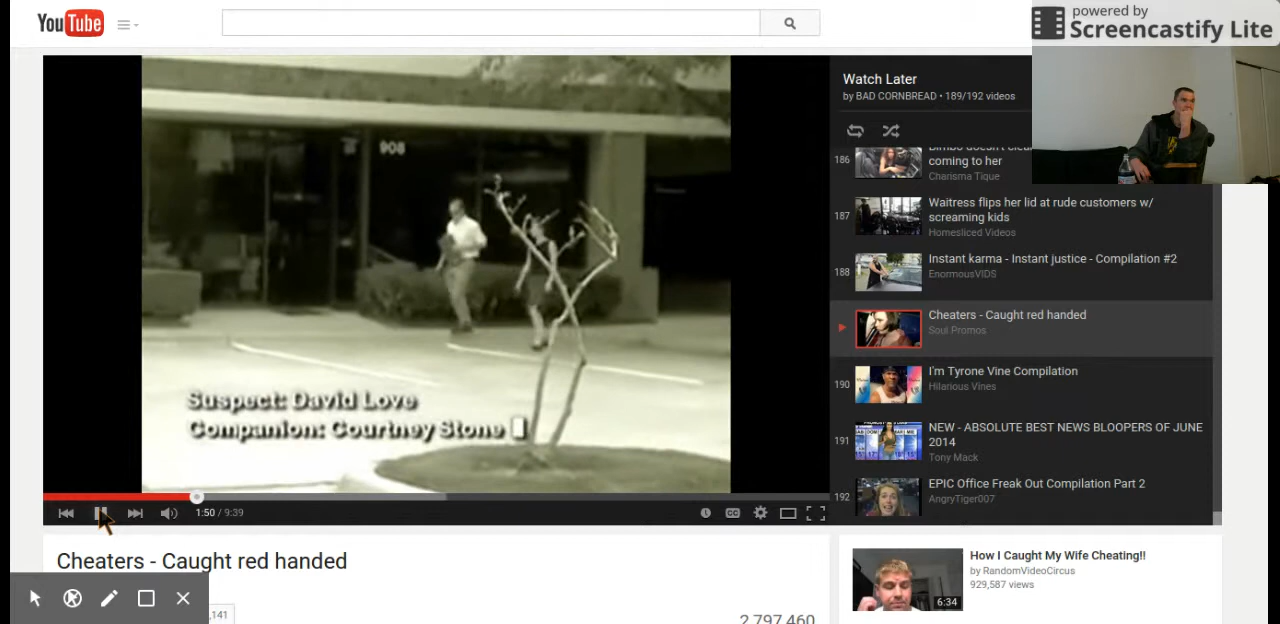 YouTube
powered by
Screencastify Lite
Watch Later
by BAD CORNBREAD • 189/192 videos
186
coming to her
Charisma Tique
187
Waitress flips her lid at rude customers w/
screaming kids
Homesliced Videos
188
Instant karma - Instant justice - Compilation #2
EnormousVIDS
Cheaters - Caught red handed
Soul Promos
190
I'm Tyrone Vine Compilation
Hilarious Vines
191
NEW - ABSOLUTE BEST NEWS BLOOPERS OF JUNE
2014
Tony Mack
192
EPIC Office Freak Out Compilation Part 2
AngryTiger007
908
Suspect: David Love
Companion: Courtney Stone
1:50 / 9:39
CC
Cheaters - Caught red handed
,141
2,797,460
How I Caught My Wife Cheating!!
by RandomVideoCircus
929,587 views
6:34